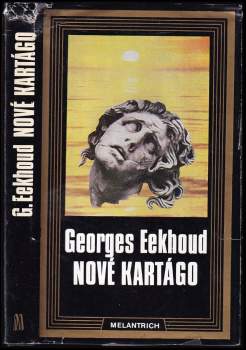 G. Eekhoud NOVÉ KARTÁGO
Georges Eekhoud
NOVÉ KARTÁGO
MELANTRICH